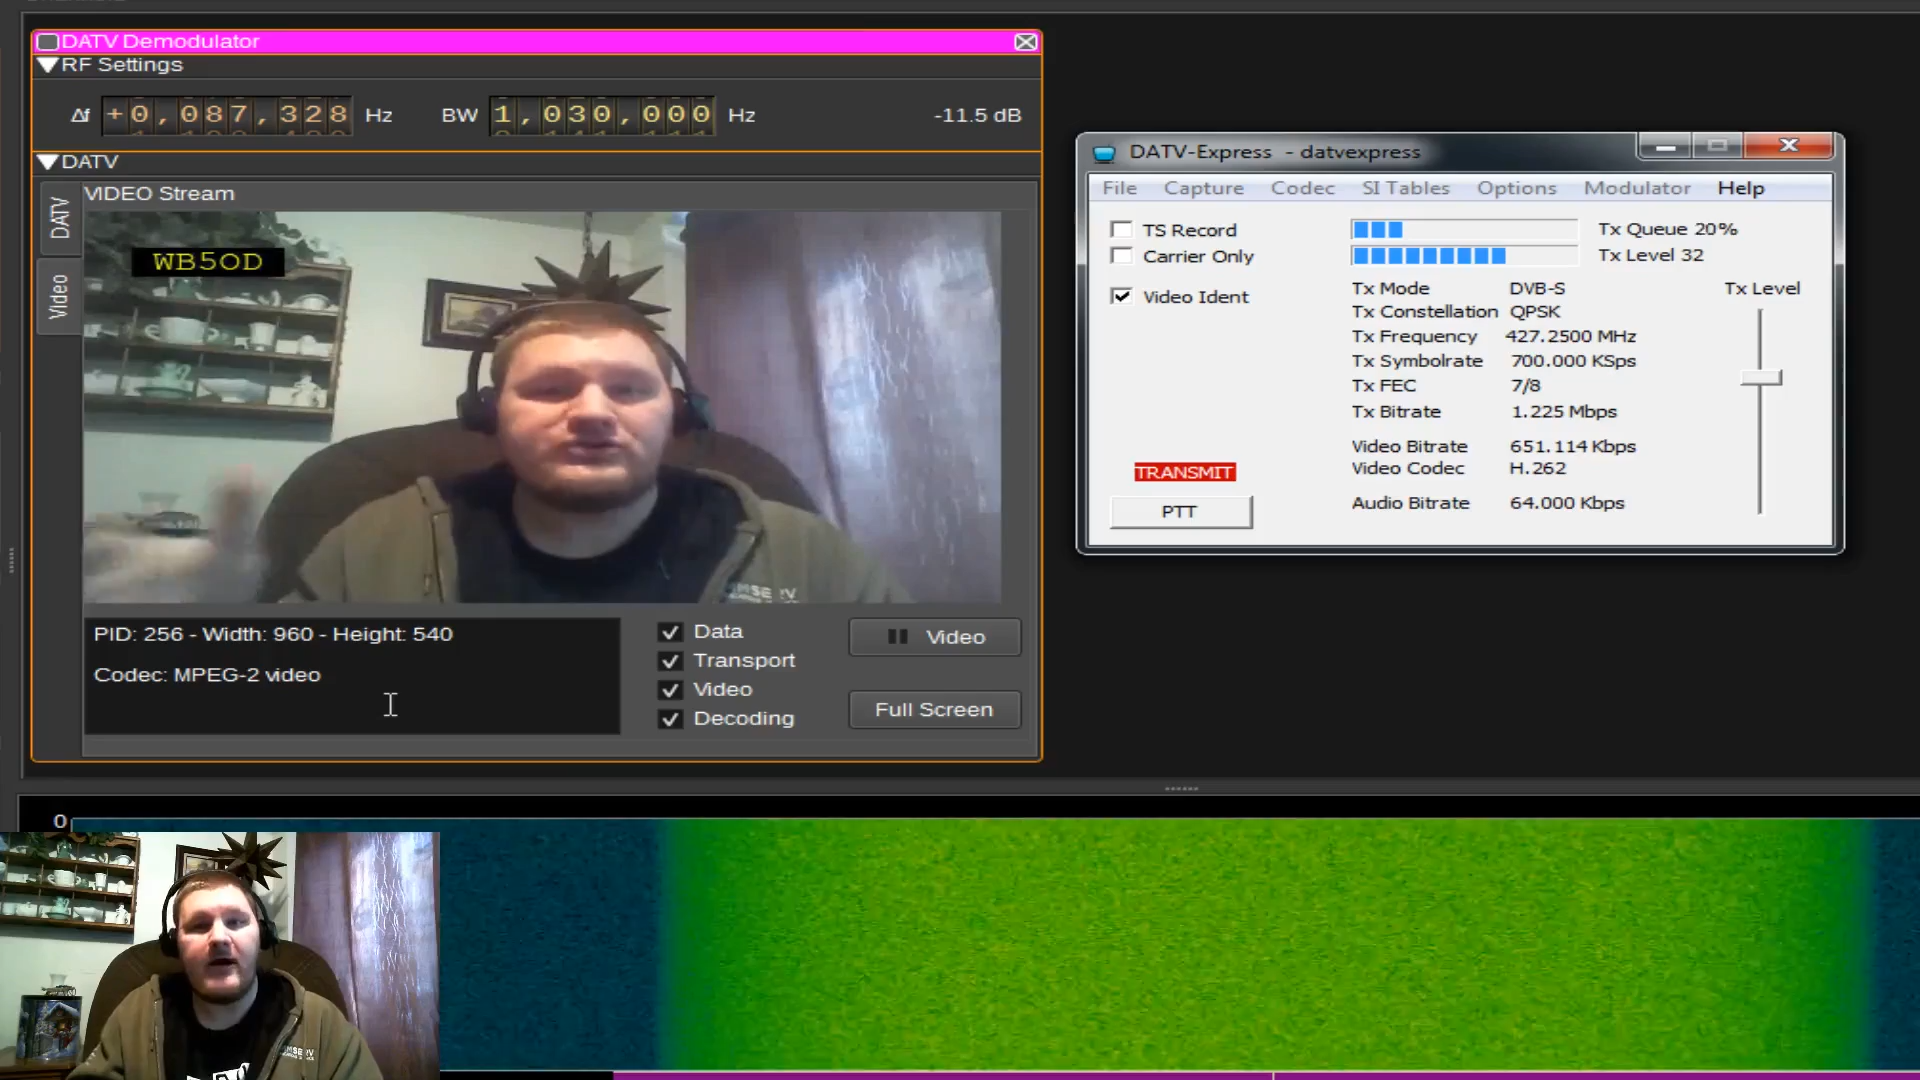 DATV Demodulator
RF Settings
Δf +0,087,328 Hz BW 1,030,000 Hz -11.5 dB
DATV
DATV
Video
VIDEO Stream
WB5OD
PID: 256 - Width: 960 - Height: 540
Codec: MPEG-2 video
Data
Transport
Video
Decoding
Video
Full Screen
DATV-Express - datvexpress
File Capture Codec SI Tables Options Modulator Help
TS Record
Carrier Only
Video Ident
TRANSMIT
PTT
Tx Queue 20%
Tx Level 32
Tx Mode DVB-S
Tx Constellation QPSK
Tx Frequency 427.2500 MHz
Tx Symbolrate 700.000 KSps
Tx FEC 7/8
Tx Bitrate 1.225 Mbps
Video Bitrate 651.114 Kbps
Video Codec H.262
Audio Bitrate 64.000 Kbps
Tx Level
0